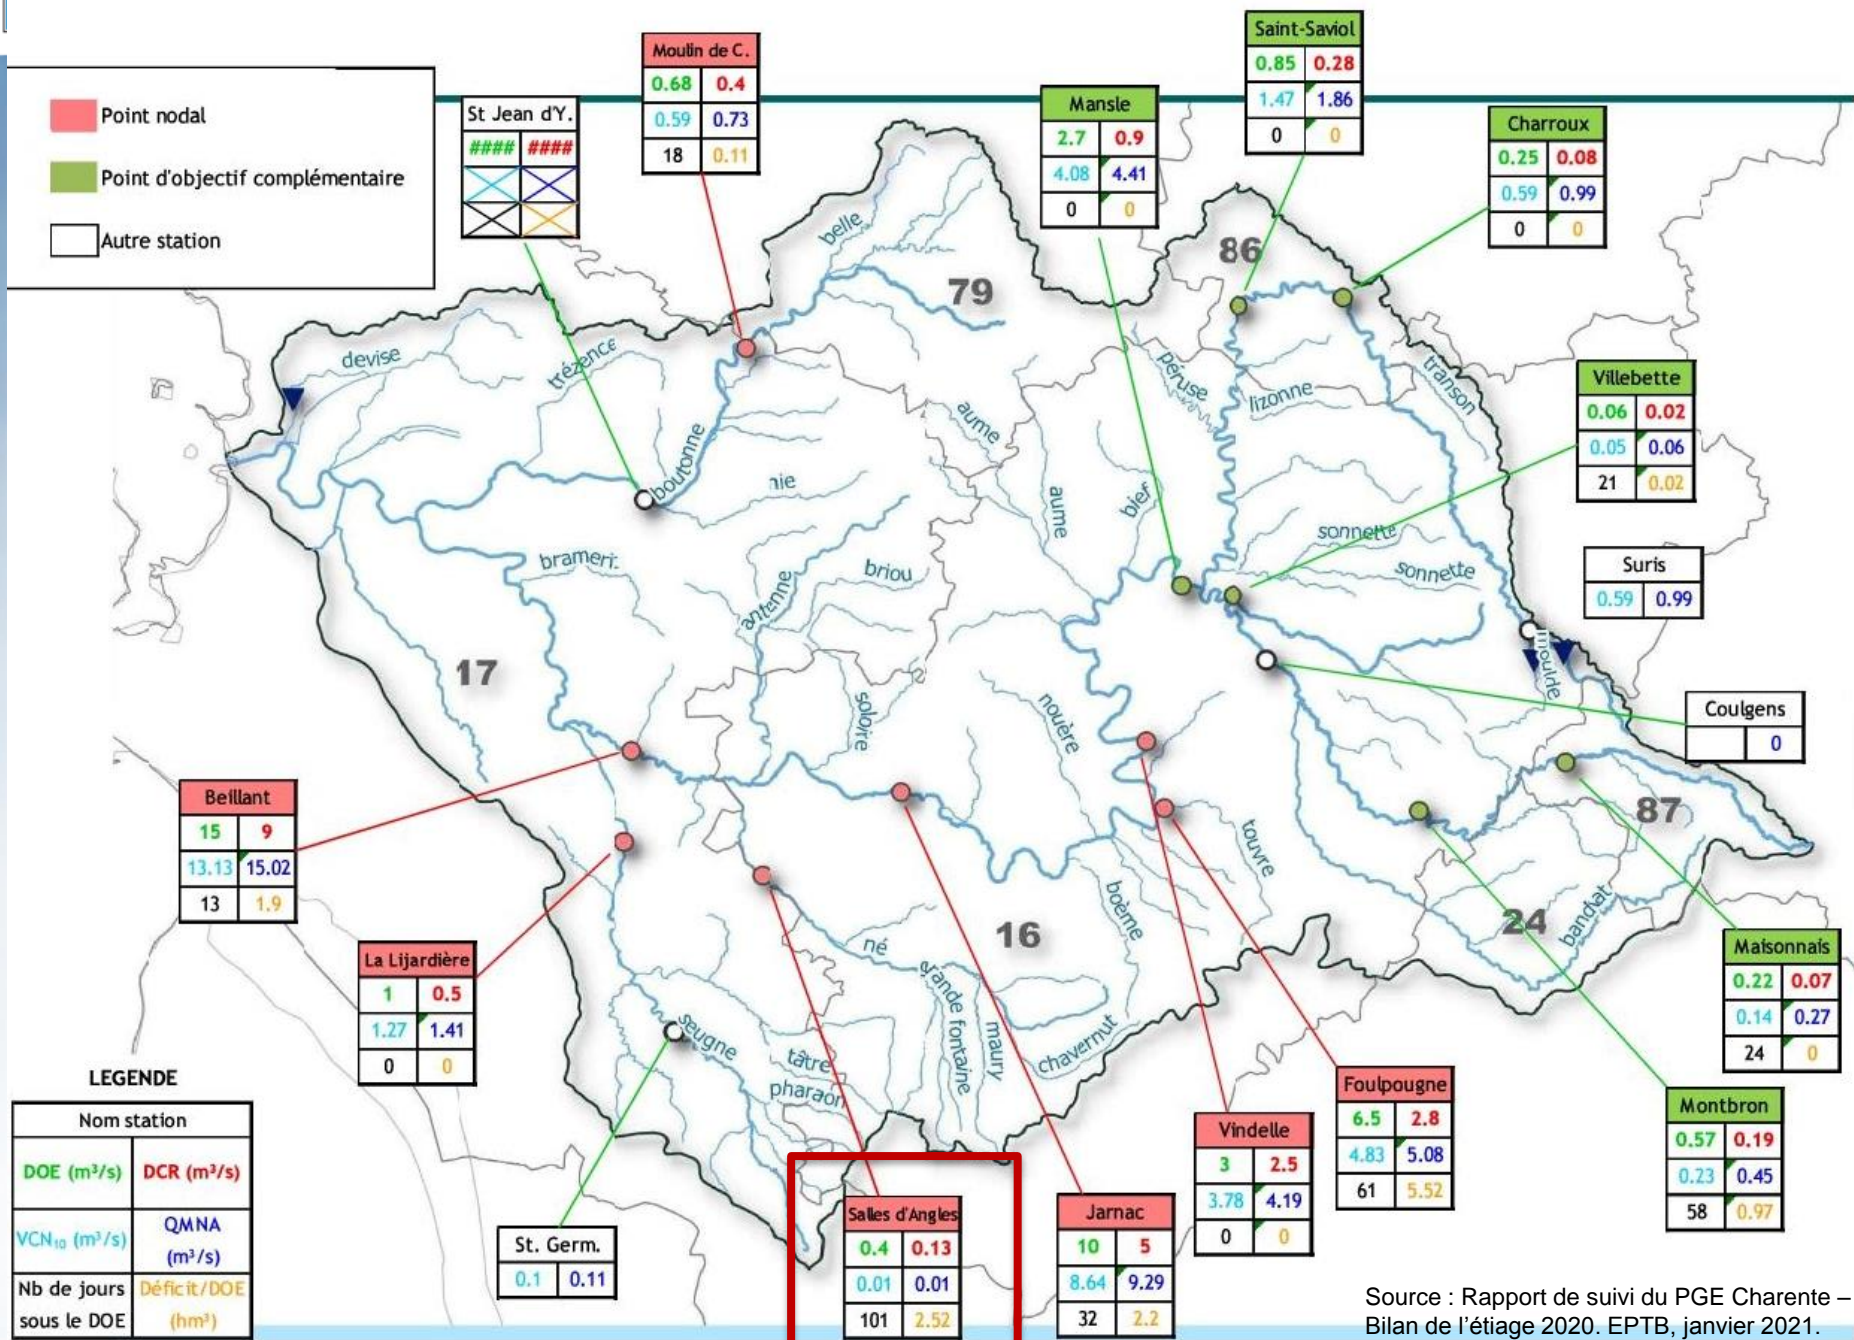 Point nodal
Point d'objectif complémentaire
Autre station
St Jean d'Y.
#### ####
Moulin de C.
0.68 0.4
0.59 0.73
18 0.11
Mansle
2.7 0.9
4.08 4.41
0 0
Saint-Saviol
0.85 0.28
1.47 1.86
0 0
Charroux
0.25 0.08
0.59 0.99
0 0
Villebette
0.06 0.02
0.05 0.06
21 0.02
Suris
0.59 0.99
Coulgens
0
Maisonnais
0.22 0.07
0.14 0.27
24 0
Montbron
0.57 0.19
0.23 0.45
58 0.97
Foulpougne
6.5 2.8
4.83 5.08
61 5.52
Vindelle
3 2.5
3.78 4.19
0 0
Jarnac
10 5
8.64 9.29
32 2.2
Salles d'Angles
0.4 0.13
0.01 0.01
101 2.52
St. Germ.
0.1 0.11
La Lijardière
1 0.5
1.27 1.41
0 0
Beillant
15 9
13.13 15.02
13 1.9
86
79
17
16
87
24
belle
devise
trézence
boutonne
nie
brameri
antenne
briou
soloire
aume
aume
bief
péruse
lizonne
transon
sonnette
sonnette
moulde
nouère
touvre
boème
bandiat
né
grande fontaine
maury
chavernut
seugne
tâtre
pharaon
LEGENDE
Nom station
DOE (m³/s) DCR (m³/s)
VCN₁₀ (m³/s) QMNA
(m³/s)
Nb de jours Déficit/DOE
sous le DOE (hm³)
Source : Rapport de suivi du PGE Charente –
Bilan de l'étiage 2020. EPTB, janvier 2021.